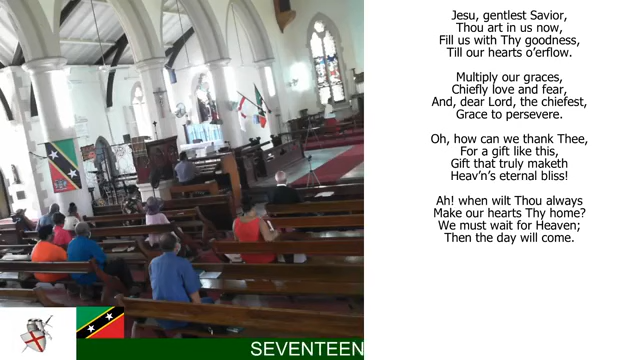 Jesu, gentlest Savior,
Thou art in us now,
Fill us with Thy goodness,
Till our hearts o'erflow.
Multiply our graces,
Chiefly love and fear,
And, dear Lord, the chiefest,
Grace to persevere.
Oh, how can we thank Thee,
For a gift like this,
Gift that truly maketh
Heav'n's eternal bliss!
Ah! when wilt Thou always
Make our hearts Thy home?
We must wait for Heaven;
Then the day will come.
SEVENTEEN